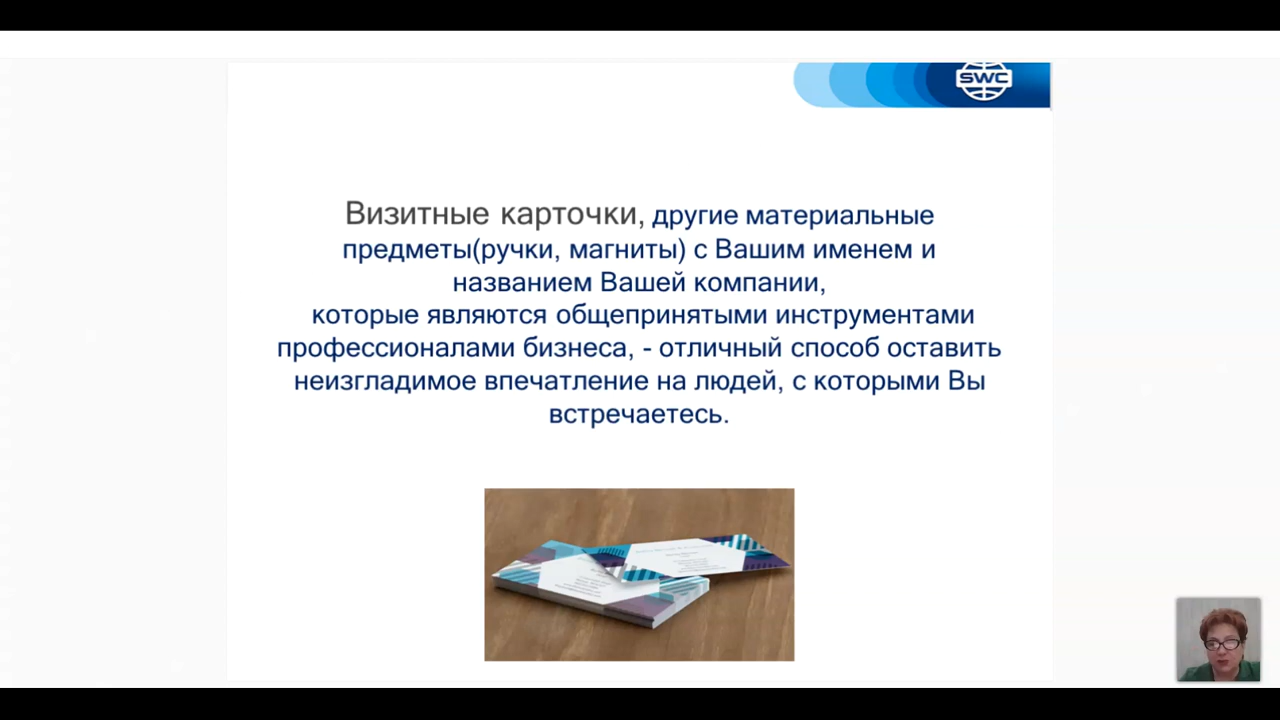 SWC
Визитные карточки, другие материальные
предметы(ручки, магниты) с Вашим именем и
названием Вашей компании,
которые являются общепринятыми инструментами
профессионалами бизнеса, - отличный способ оставить
неизгладимое впечатление на людей, с которыми Вы
встречаетесь.